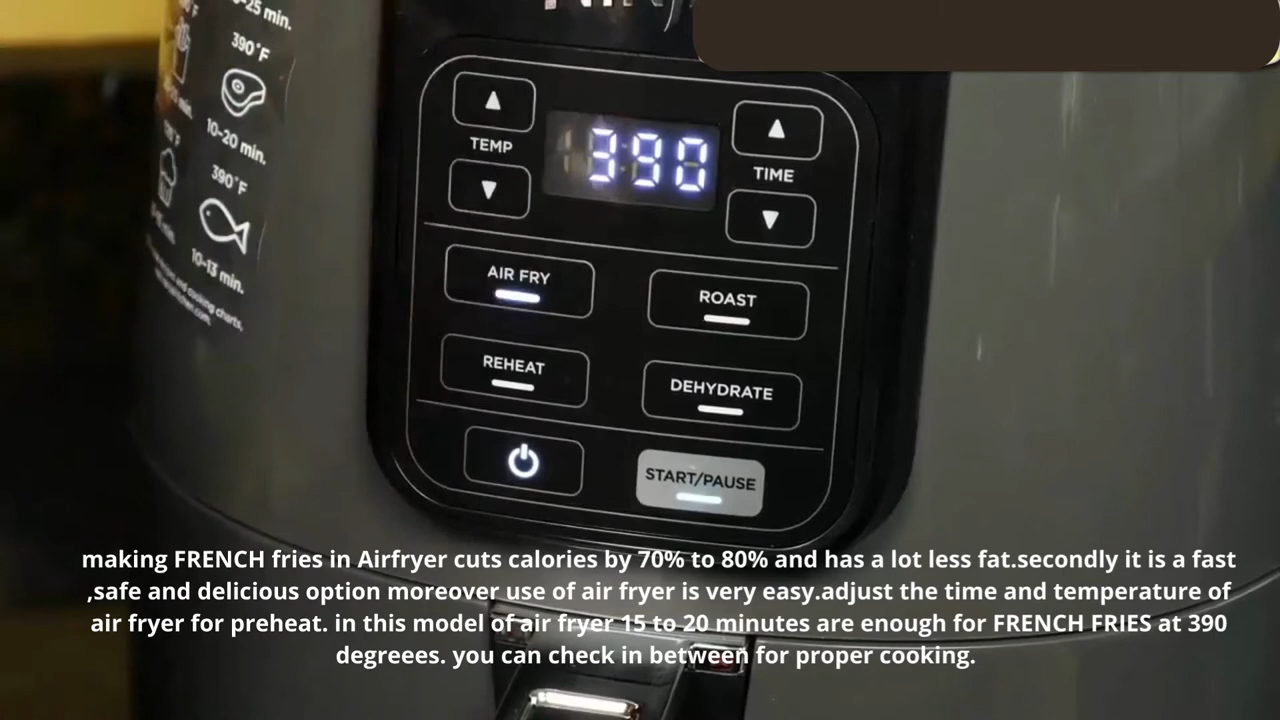 -25 min.
390°F
10-20 min.
390°F
10-13 min.
cooking charts,
TEMP
390
TIME
AIR FRY
ROAST
REHEAT
DEHYDRATE
START/PAUSE
making FRENCH fries in Airfryer cuts calories by 70% to 80% and has a lot less fat.secondly it is a fast
,safe and delicious option moreover use of air fryer is very easy.adjust the time and temperature of
air fryer for preheat. in this model of air fryer 15 to 20 minutes are enough for FRENCH FRIES at 390
degreees. you can check in between for proper cooking.